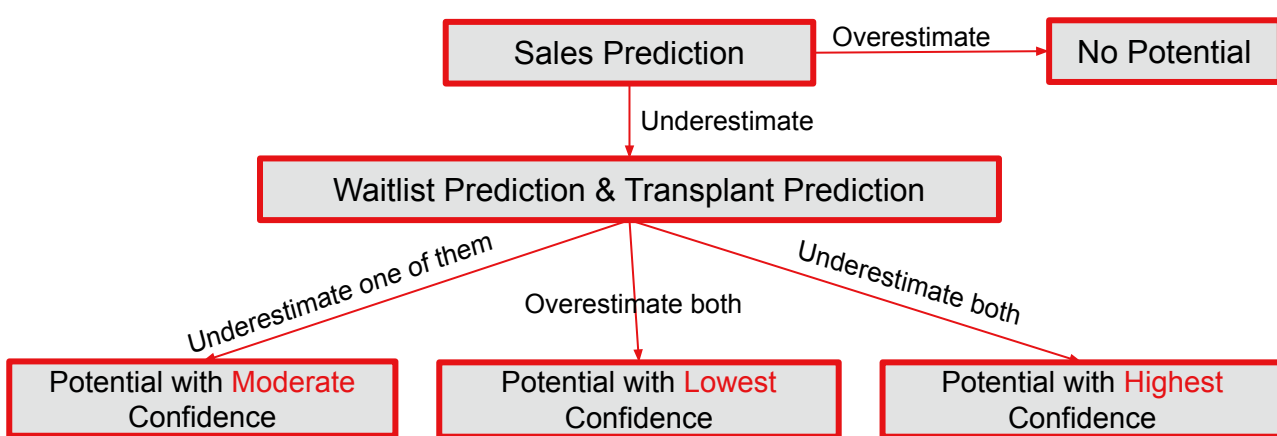 Sales Prediction
Overestimate
No Potential
Underestimate
Waitlist Prediction & Transplant Prediction
Underestimate one of them
Overestimate both
Underestimate both
Potential with Moderate
Confidence
Potential with Lowest
Confidence
Potential with Highest
Confidence